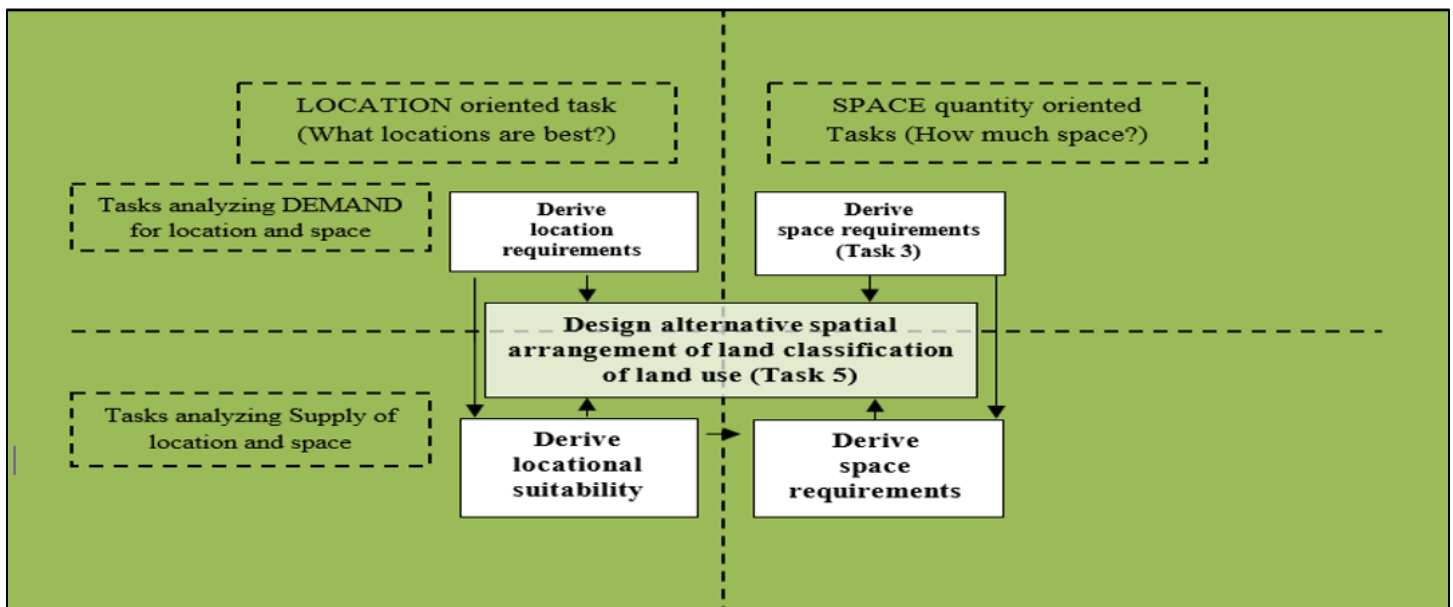 LOCATION oriented task
(What locations are best?)
SPACE quantity oriented
Tasks (How much space?)
Tasks analyzing DEMAND
for location and space
Derive
location
requirements
Derive
space requirements
(Task 3)
Design alternative spatial
arrangement of land classification
of land use (Task 5)
Tasks analyzing Supply of
location and space
Derive
locational
suitability
Derive
space
requirements